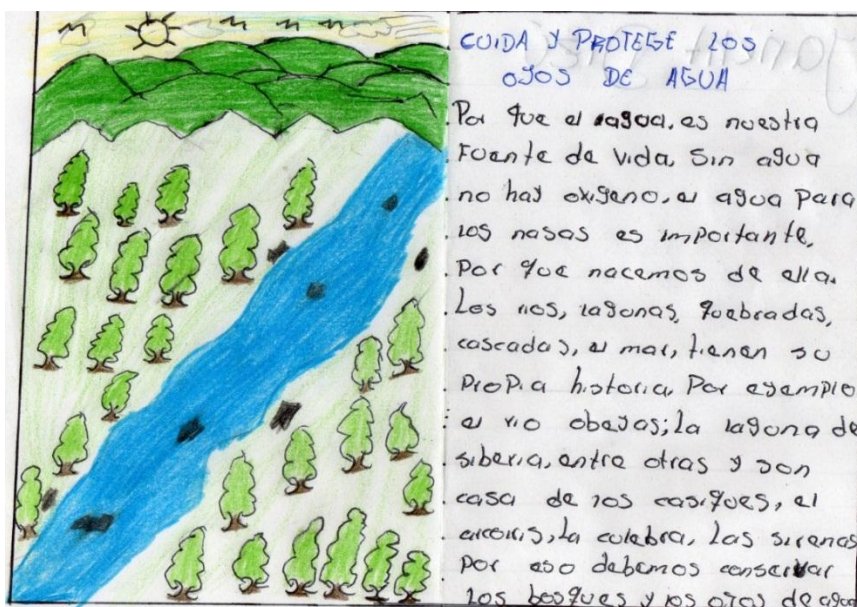 CUIDA Y PROTEGE LOS
OJOS DE AGUA
Por que el agua, es nuestra
Fuente de vida, Sin agua
no hay oxigeno, el agua Para
los nasas es importante,
Por que nacemos de ella.
Los rios, lagunas, quebradas,
cascadas, el mar, tienen su
Propia historia, Por egemplo
el rio obejas; la laguna de
siberia, entre otras y son
casa de los casiques, el
arcoiris, la culebra, Las sirenas
Por eso debemos conservar
Los bosques y los ojos de agua